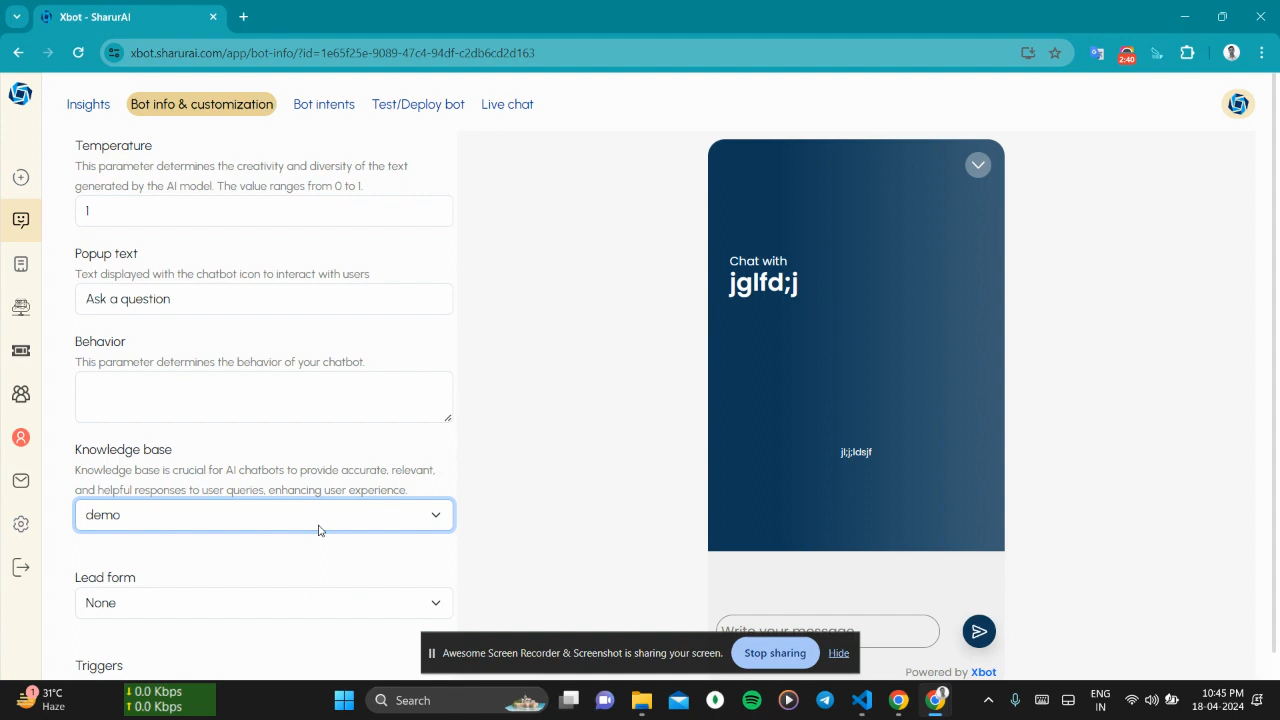 Xbot - SharurAI
xbot.sharurai.com/app/bot-info/?id=1e65f25e-9089-47c4-94df-c2db6cd2d163
2:40
Insights
Bot info & customization
Bot intents
Test/Deploy bot
Live chat
Temperature
This parameter determines the creativity and diversity of the text
generated by the AI model. The value ranges from 0 to 1.
1
Popup text
Text displayed with the chatbot icon to interact with users
Ask a question
Behavior
This parameter determines the behavior of your chatbot.
Knowledge base
Knowledge base is crucial for AI chatbots to provide accurate, relevant,
and helpful responses to user queries, enhancing user experience.
demo
Lead form
None
Triggers
Chat with
jglfd;j
jl;j;ldsjf
Write your message
Powered by Xbot
Awesome Screen Recorder & Screenshot is sharing your screen.
Stop sharing
Hide
1
31°C
Haze
↓ 0.0 Kbps
↑ 0.0 Kbps
Search
ENG
IN
10:45 PM
18-04-2024